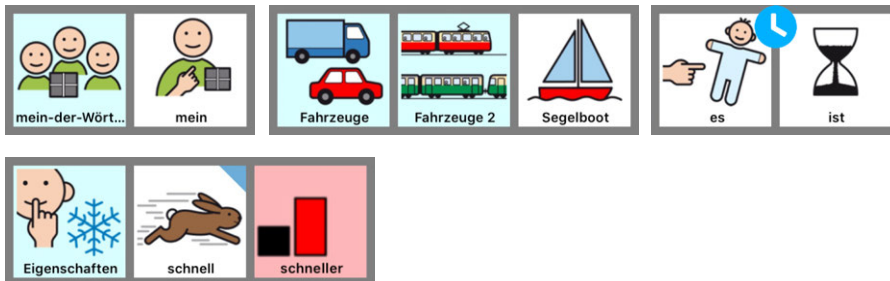 mein-der-Wört... mein Fahrzeuge Fahrzeuge 2 Segelboot es ist
Eigenschaften schnell schneller